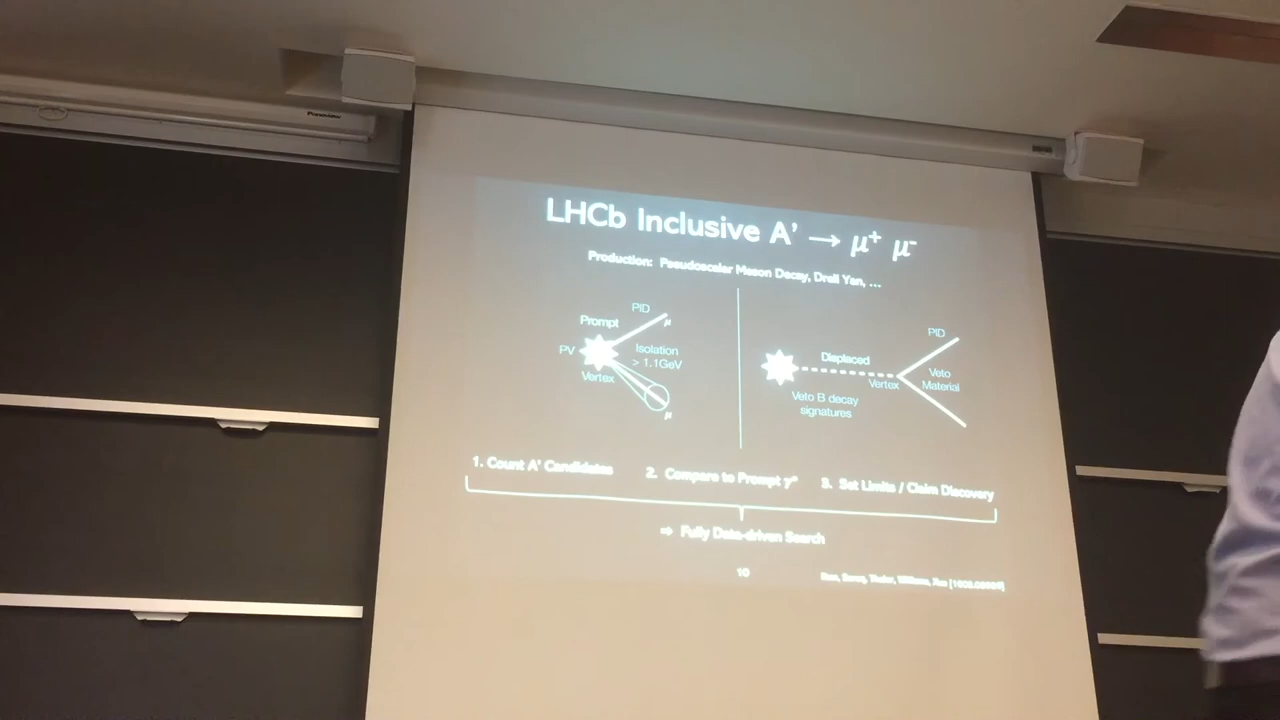 LHCb Inclusive A' → μ⁺ μ⁻
Production: Pseudoscalar Meson Decay, Drell Yan, ...
PID
Prompt
μ
PV
Isolation
> 1.1GeV
Vertex
μ
PID
Displaced
Vertex
Veto
Material
Veto B decay
signatures
1. Count A' Candidates
2. Compare to Prompt γ*
3. Set Limits / Claim Discovery
⇒ Fully Data-driven Search
10
Williams,